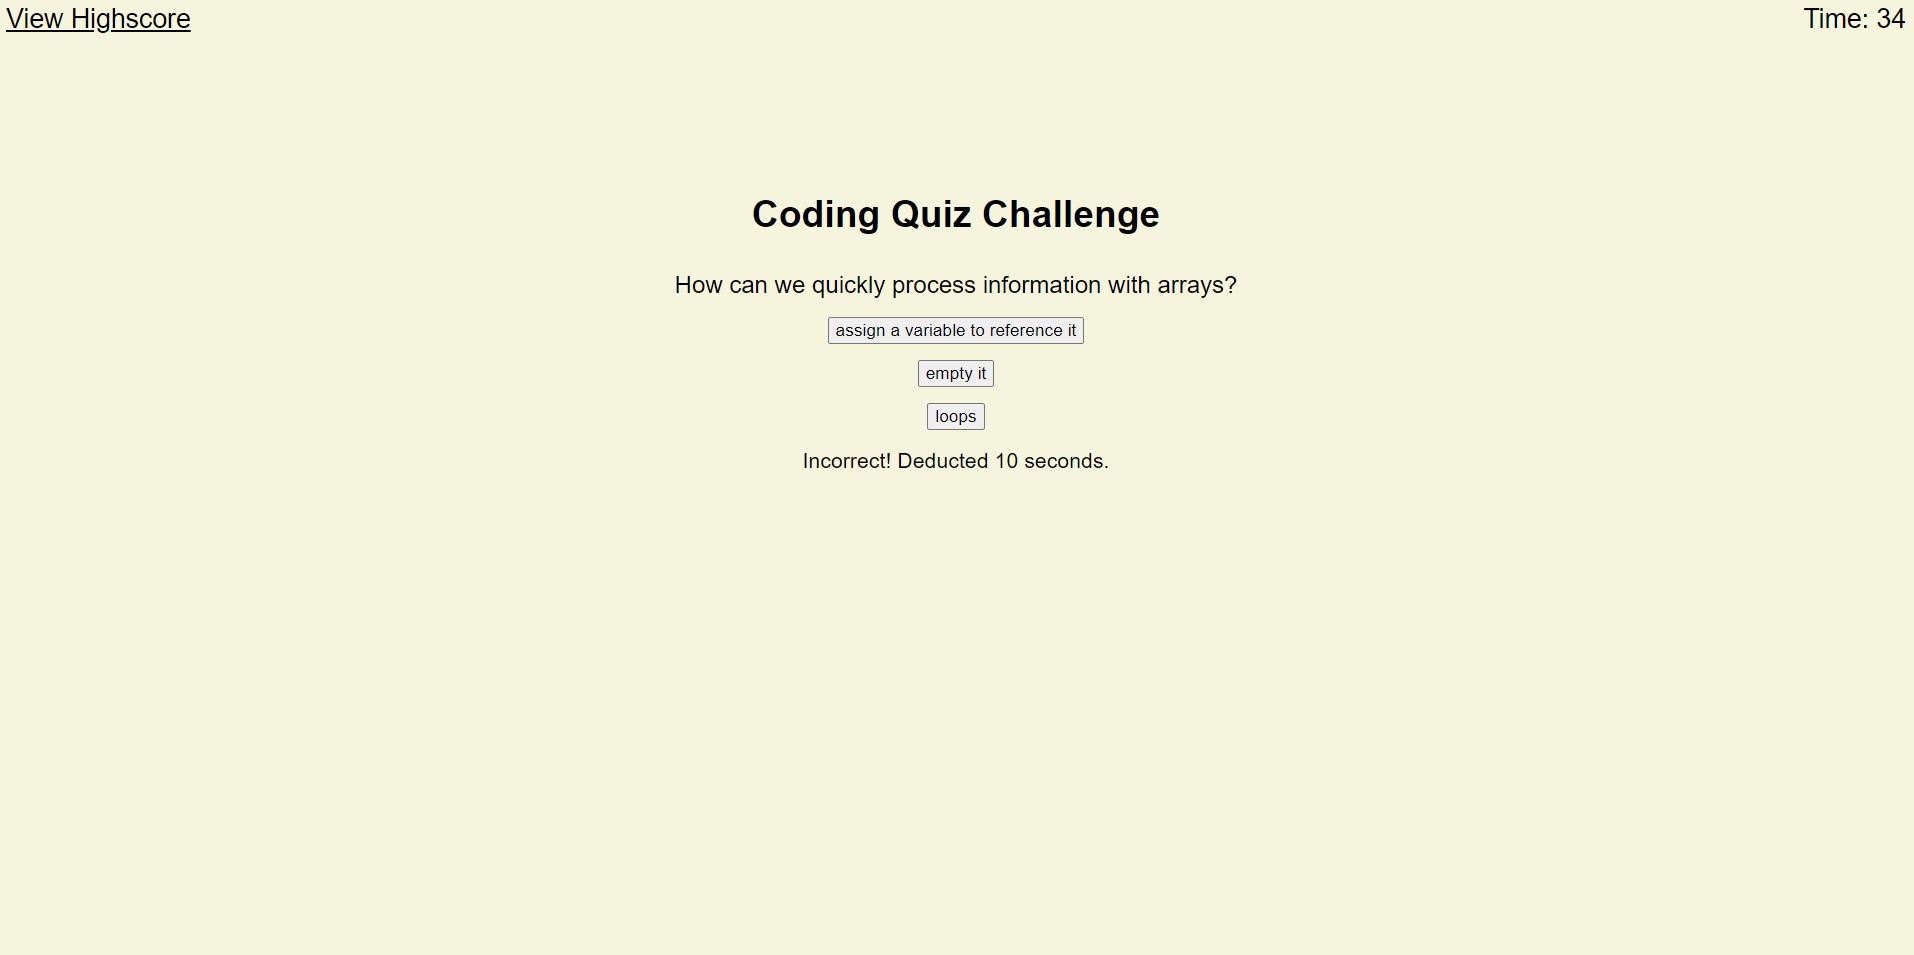 View Highscore
Time: 34
Coding Quiz Challenge
How can we quickly process information with arrays?
assign a variable to reference it
empty it
loops
Incorrect! Deducted 10 seconds.